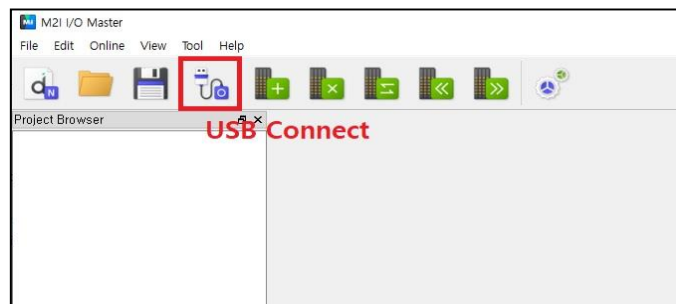 M2I I/O Master
File Edit Online View Tool Help
Project Browser
USB Connect